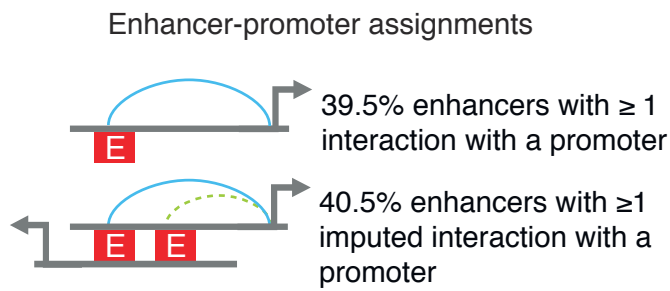 Enhancer-promoter assignments
39.5% enhancers with ≥ 1
interaction with a promoter
E
40.5% enhancers with ≥1
imputed interaction with a
promoter
E E